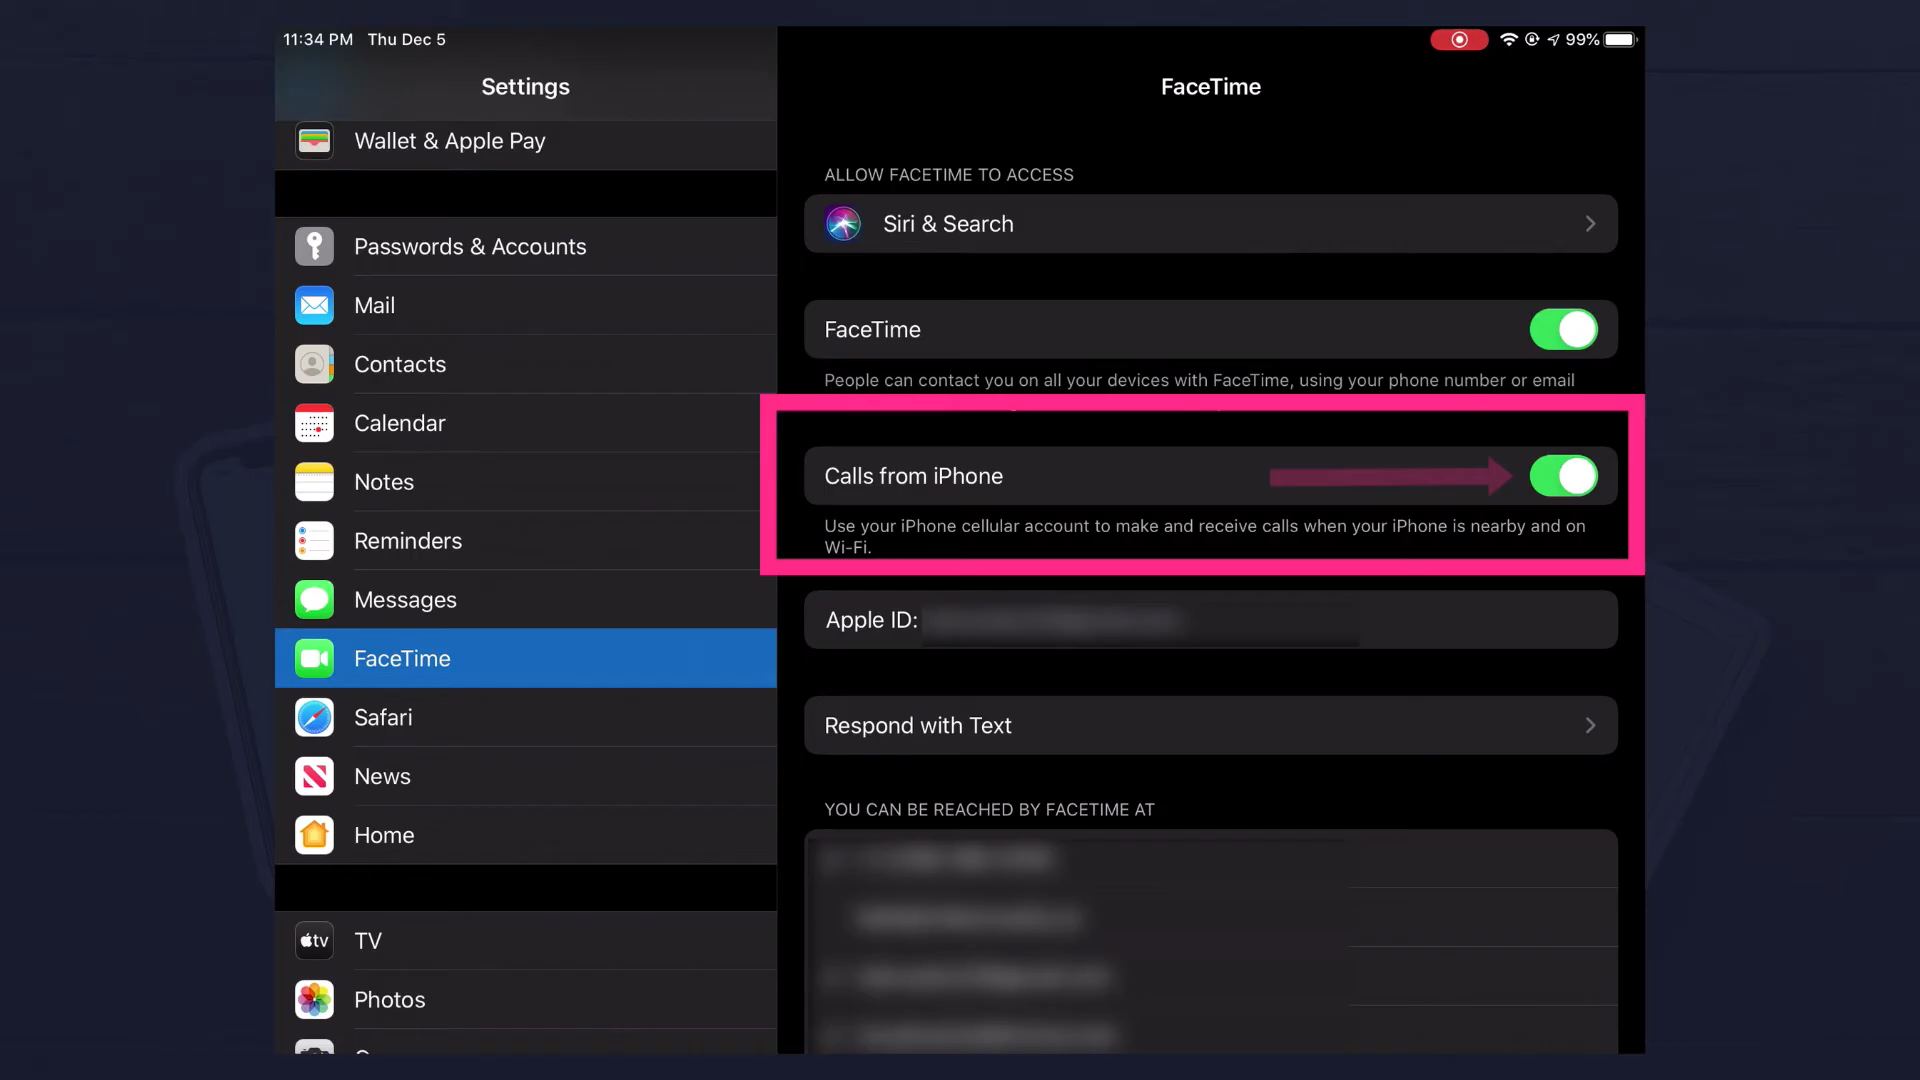 11:34 PM Thu Dec 5
99%
Settings
Wallet & Apple Pay
Passwords & Accounts
Mail
Contacts
Calendar
Notes
Reminders
Messages
FaceTime
Safari
News
Home
tv
TV
Photos
FaceTime
ALLOW FACETIME TO ACCESS
Siri & Search
FaceTime
People can contact you on all your devices with FaceTime, using your phone number or email
Calls from iPhone
Use your iPhone cellular account to make and receive calls when your iPhone is nearby and on
Wi-Fi.
Apple ID:
Respond with Text
YOU CAN BE REACHED BY FACETIME AT